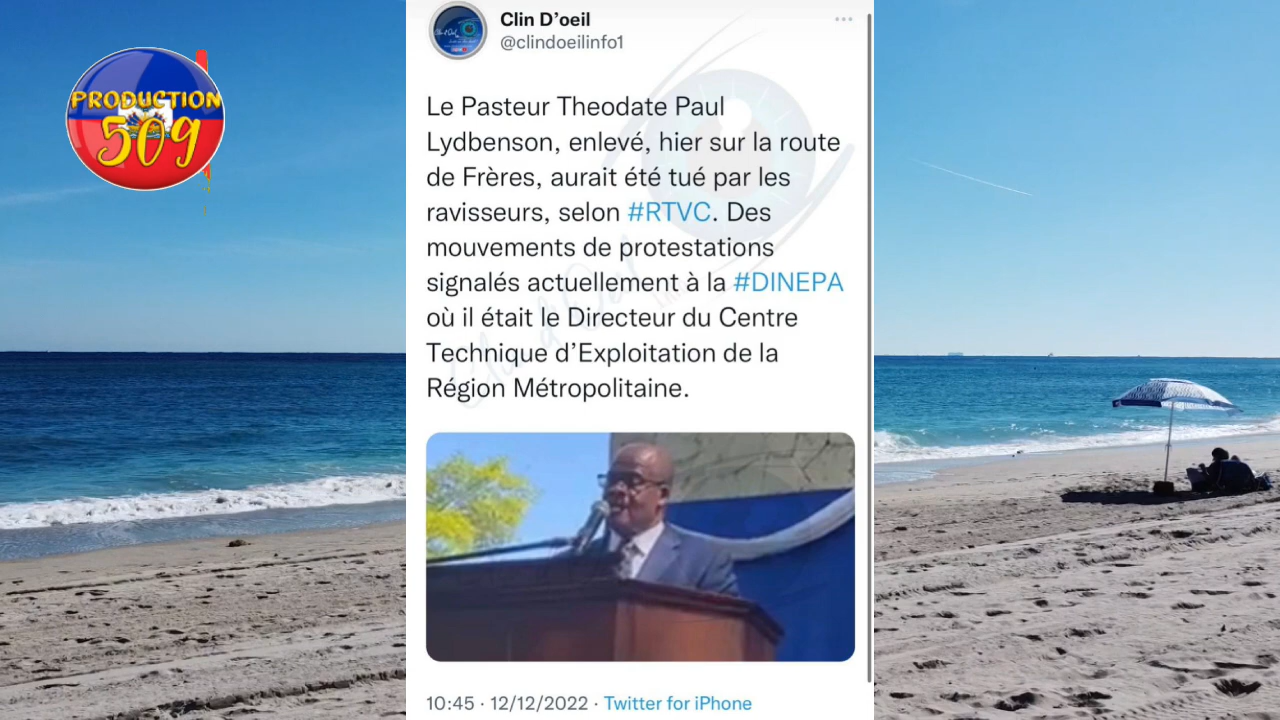 PRODUCTION
509
Clin D’oeil
@clindoeilinfo1
Le Pasteur Theodate Paul
Lydbenson, enlevé, hier sur la route
de Frères, aurait été tué par les
ravisseurs, selon #RTVC. Des
mouvements de protestations
signalés actuellement à la #DINEPA
où il était le Directeur du Centre
Technique d’Exploitation de la
Région Métropolitaine.
10:45 · 12/12/2022 · Twitter for iPhone